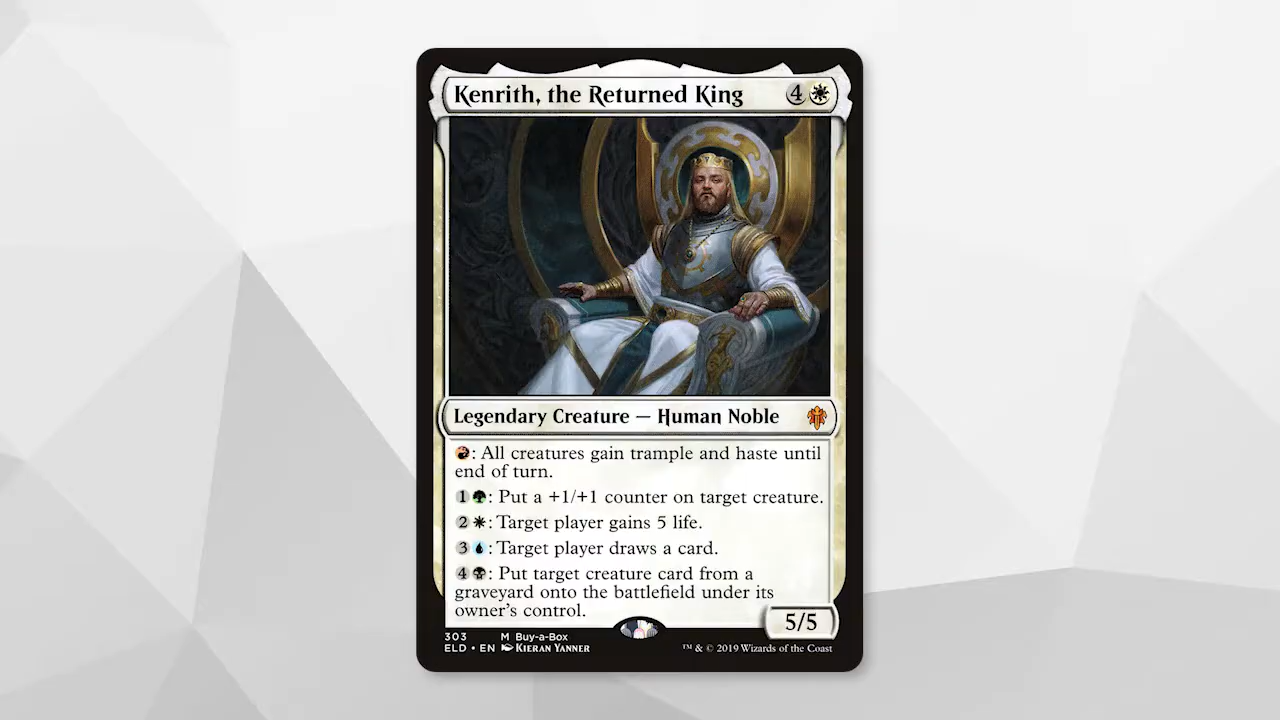 Kenrith, the Returned King 4
Legendary Creature — Human Noble
: All creatures gain trample and haste until
end of turn.
1 : Put a +1/+1 counter on target creature.
2 : Target player gains 5 life.
3 : Target player draws a card.
4 : Put target creature card from a
graveyard onto the battlefield under its
owner's control.
5/5
303 M Buy-a-Box
ELD • EN KIERAN YANNER
™ & © 2019 Wizards of the Coast